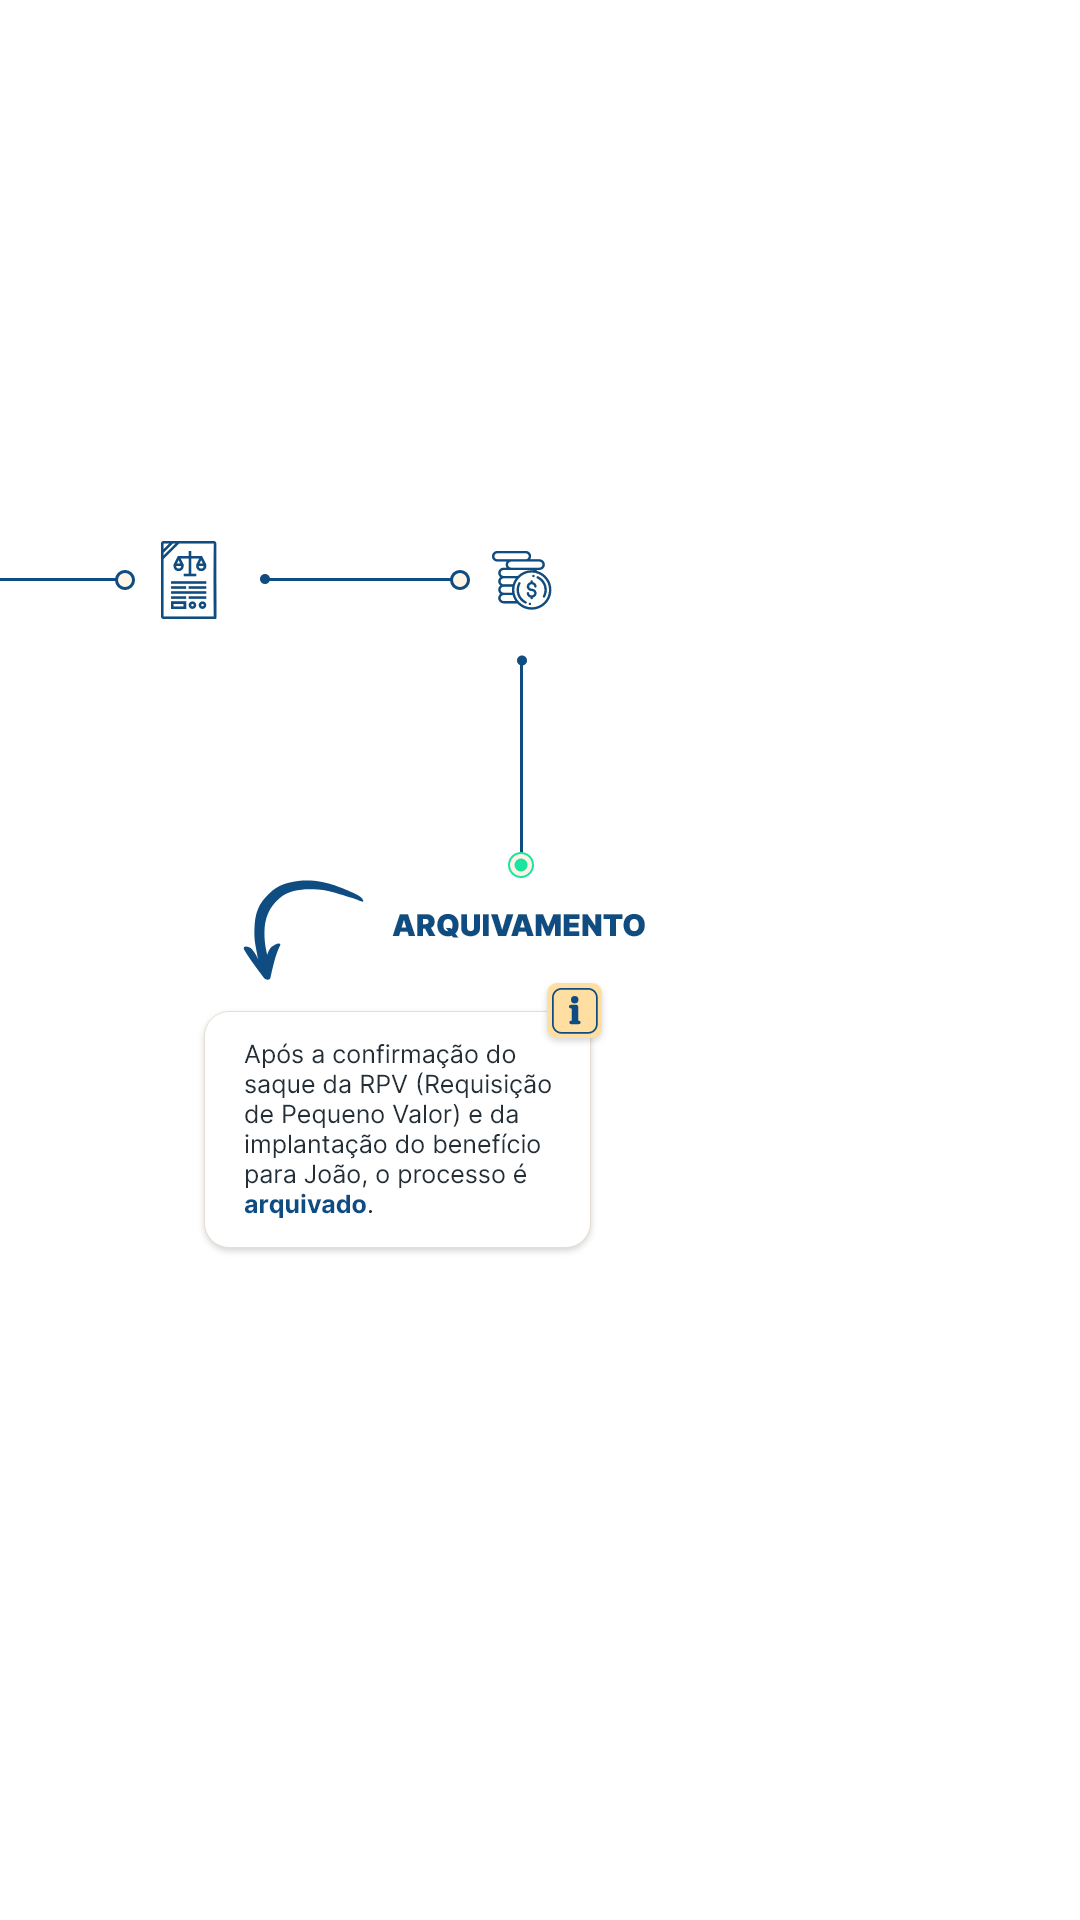 ARQUIVAMENTO
Após a confirmação do
saque da RPV (Requisição
de Pequeno Valor) e da
implantação do benefício
para João, o processo é
arquivado.